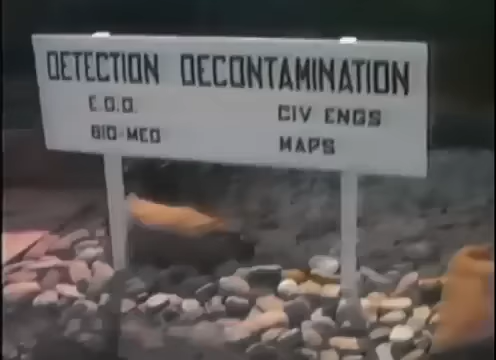 DETECTION DECONTAMINATION
E.O.D. CIV ENGS
BIO-MED MAPS